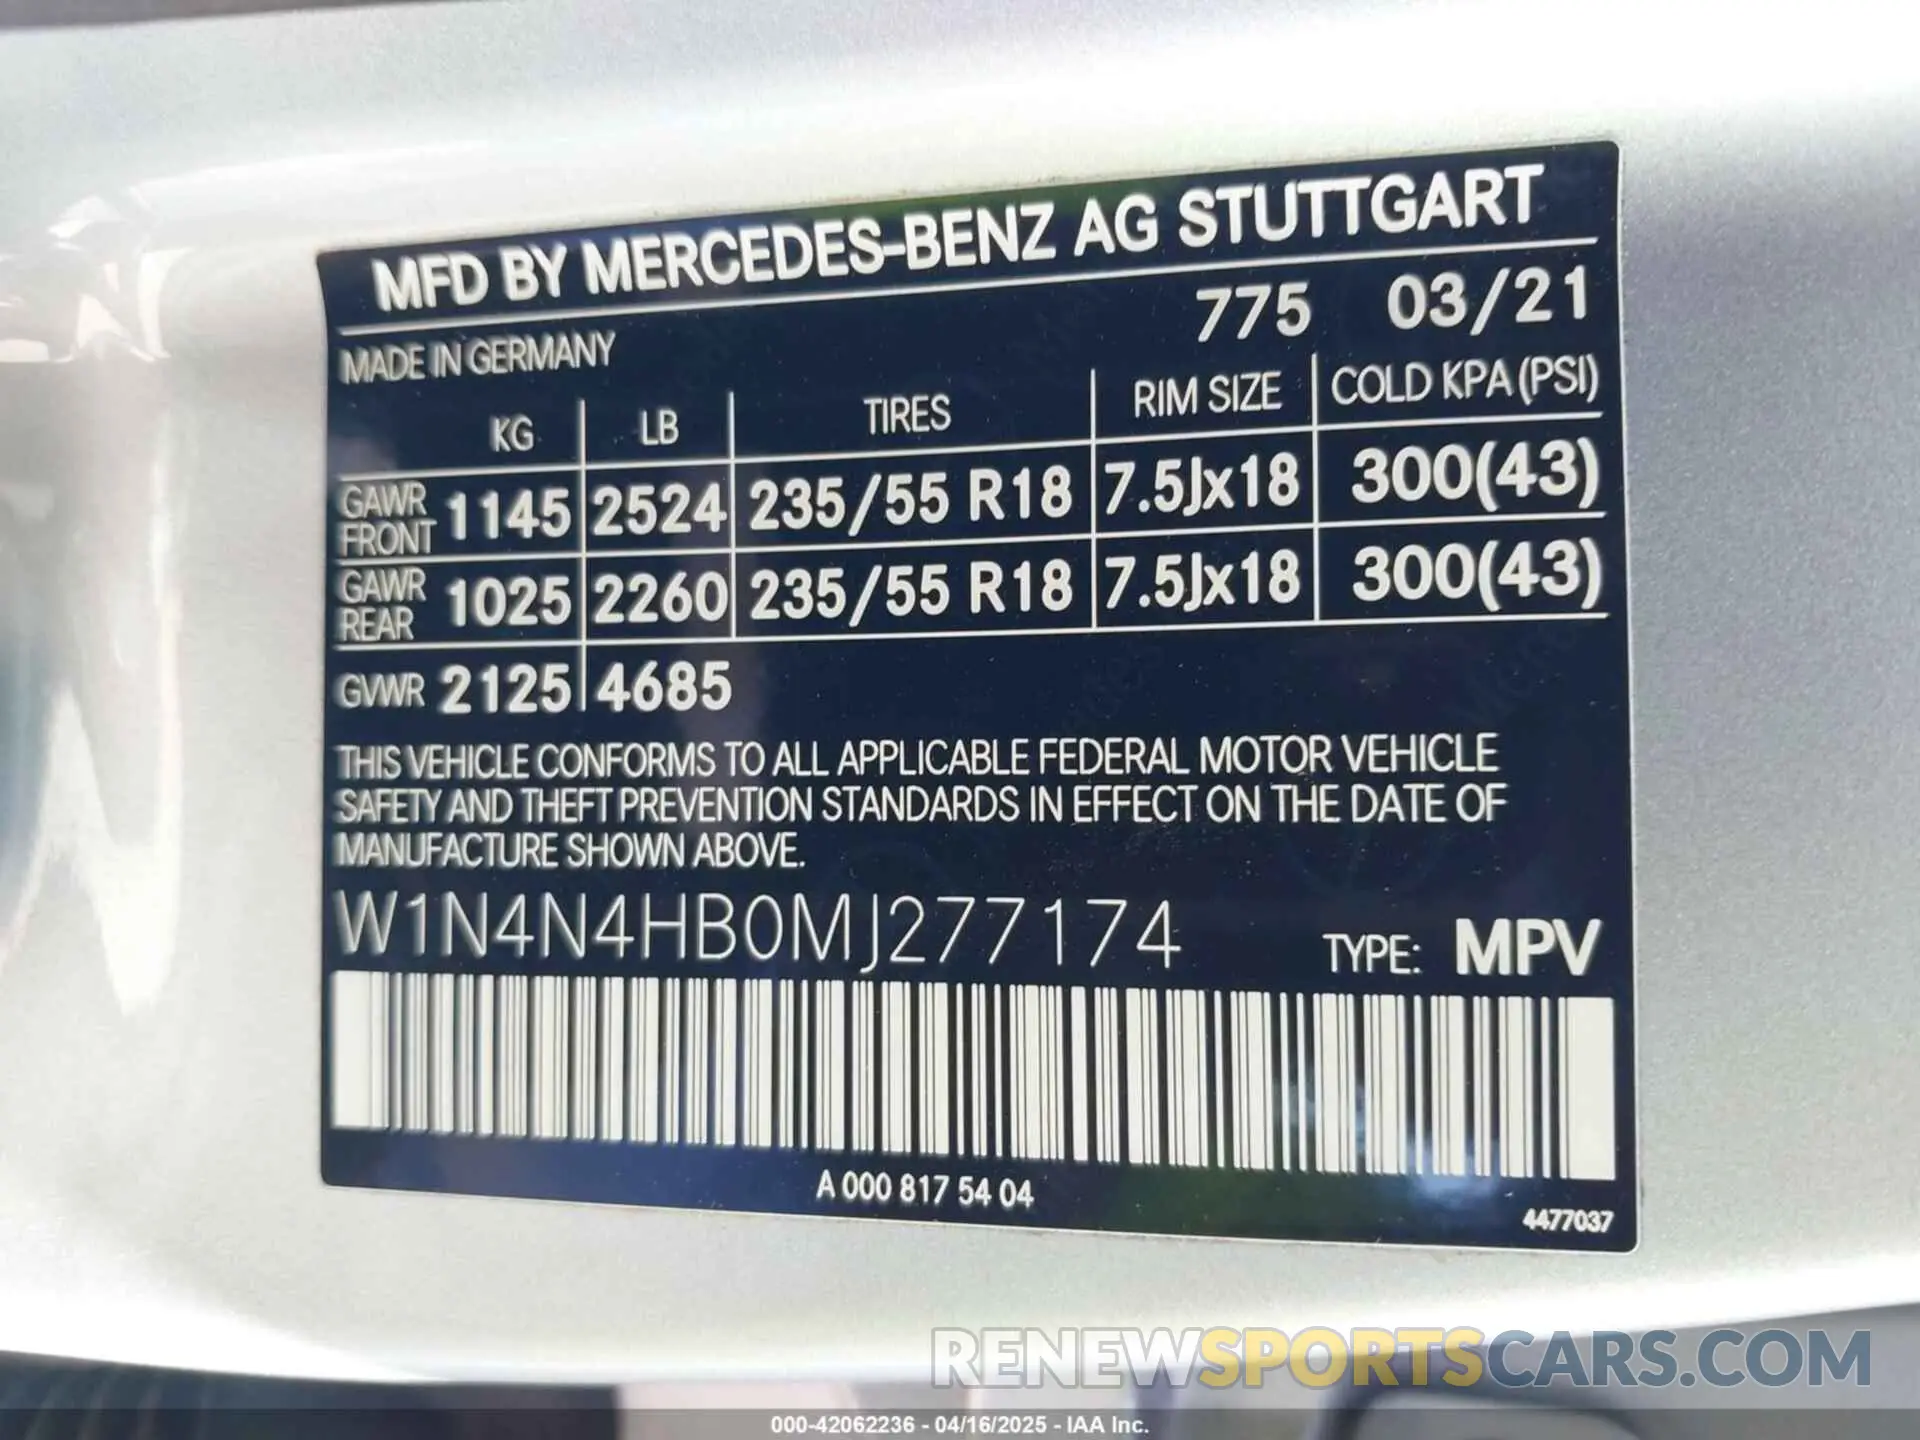 MFD BY MERCEDES-BENZ AG STUTTGART
775 03/21
MADE IN GERMANY
KG LB TIRES RIM SIZE COLD KPA (PSI)
GAWR FRONT 1145 2524 235/55 R18 7.5Jx18 300(43)
GAWR REAR 1025 2260 235/55 R18 7.5Jx18 300(43)
GVWR 2125 4685
THIS VEHICLE CONFORMS TO ALL APPLICABLE FEDERAL MOTOR VEHICLE
SAFETY AND THEFT PREVENTION STANDARDS IN EFFECT ON THE DATE OF
MANUFACTURE SHOWN ABOVE.
W1N4N4HB0MJ277174 TYPE: MPV
A 000 817 54 04
4477037
RENEWSPORTSCARS.COM
000-42062236 - 04/16/2025 - IAA Inc.